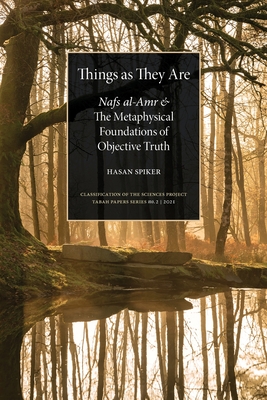 Things as They Are
Nafs al-Amr &
The Metaphysical
Foundations of
Objective Truth
HASAN SPIKER
CLASSIFICATION OF THE SCIENCES PROJECT
TABAH PAPERS SERIES 06.2 | 2021